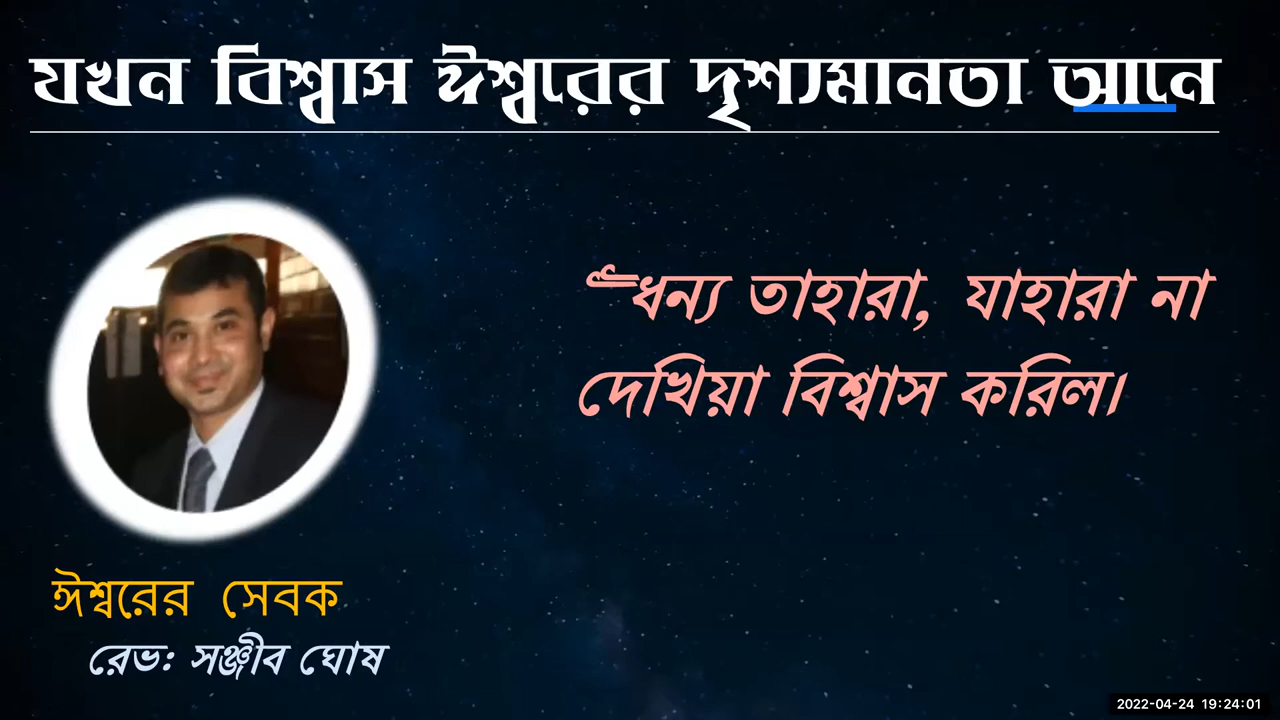 যখন বিশ্বাস ঈশ্বরের দৃশ্যমানতা আনে
ধন্য তাহারা, যাহারা না
দেখিয়া বিশ্বাস করিল।
ঈশ্বরের সেবক
রেভঃ সঞ্জীব ঘোষ
2022-04-24 19:24:01